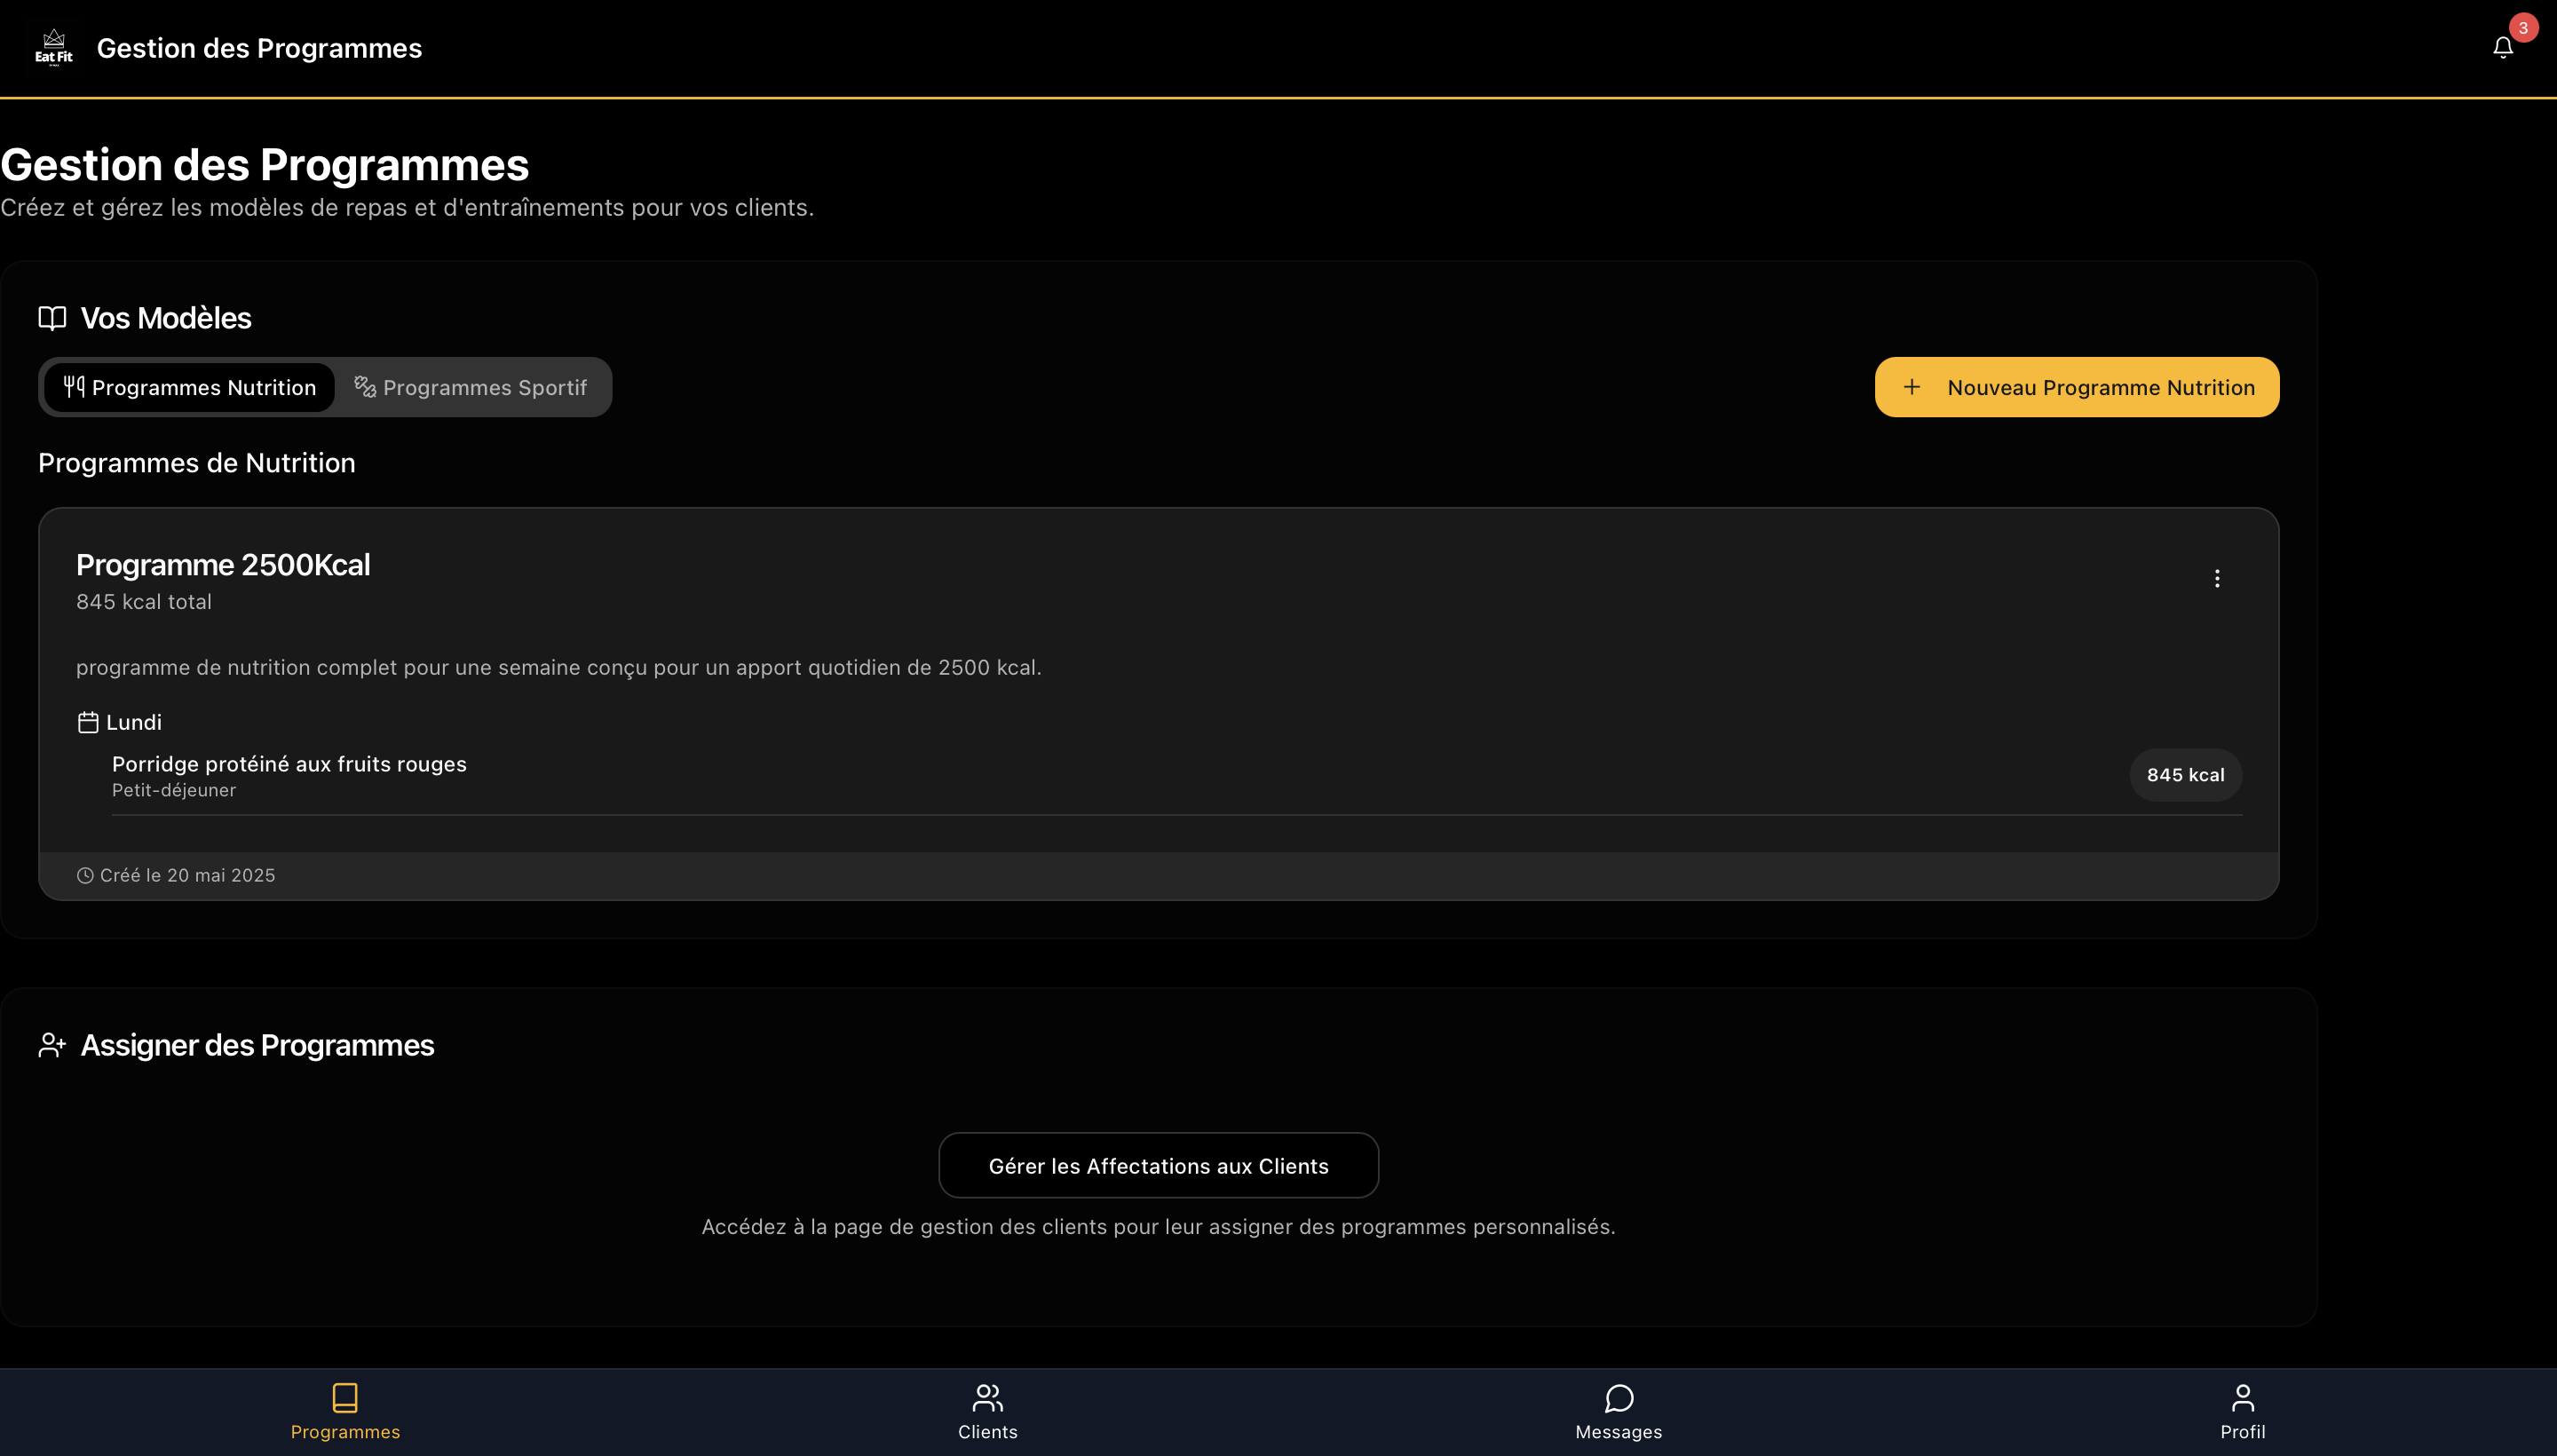 Eat Fit
Gestion des Programmes
3
Gestion des Programmes
Créez et gérez les modèles de repas et d'entraînements pour vos clients.
Vos Modèles
Programmes Nutrition
Programmes Sportif
+ Nouveau Programme Nutrition
Programmes de Nutrition
Programme 2500Kcal
845 kcal total
programme de nutrition complet pour une semaine conçu pour un apport quotidien de 2500 kcal.
Lundi
Porridge protéiné aux fruits rouges
845 kcal
Petit-déjeuner
Créé le 20 mai 2025
Assigner des Programmes
Gérer les Affectations aux Clients
Accédez à la page de gestion des clients pour leur assigner des programmes personnalisés.
Programmes
Clients
Messages
Profil